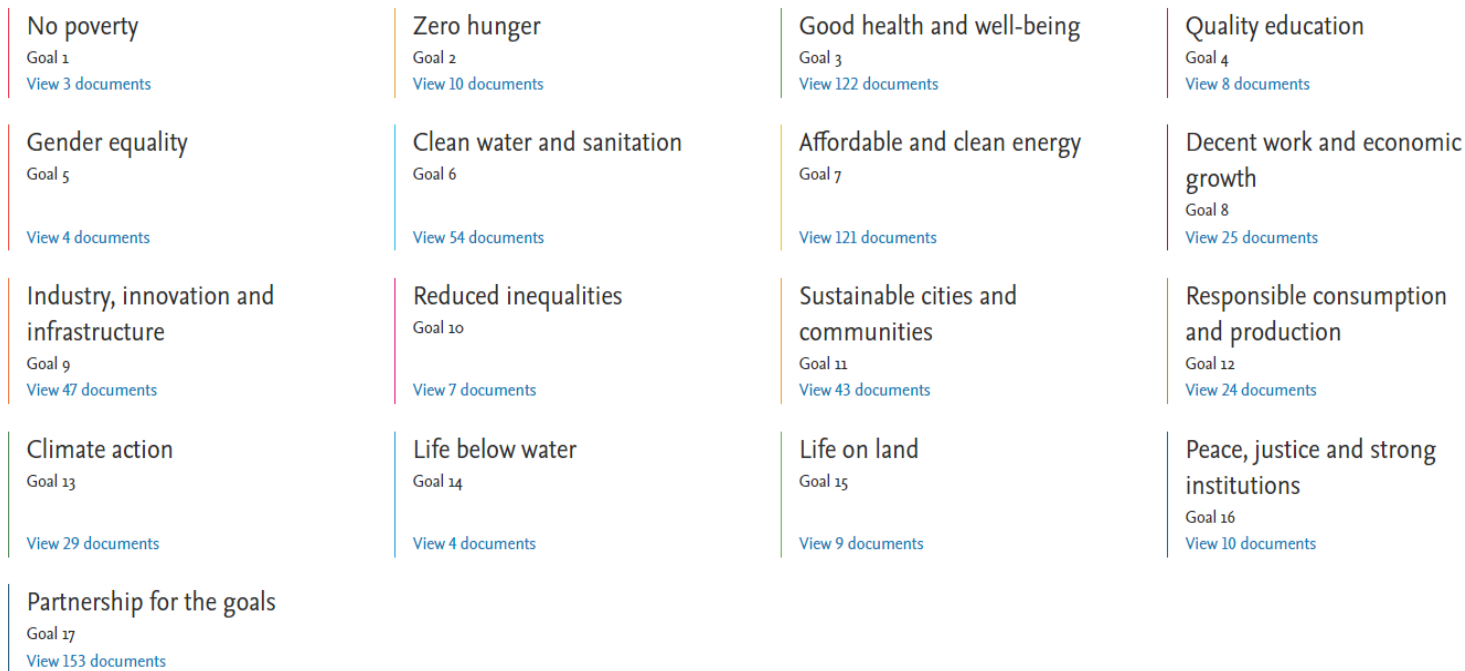 No poverty
Goal 1
View 3 documents
Zero hunger
Goal 2
View 10 documents
Good health and well-being
Goal 3
View 122 documents
Quality education
Goal 4
View 8 documents
Gender equality
Goal 5
View 4 documents
Clean water and sanitation
Goal 6
View 54 documents
Affordable and clean energy
Goal 7
View 121 documents
Decent work and economic
growth
Goal 8
View 25 documents
Industry, innovation and
infrastructure
Goal 9
View 47 documents
Reduced inequalities
Goal 10
View 7 documents
Sustainable cities and
communities
Goal 11
View 43 documents
Responsible consumption
and production
Goal 12
View 24 documents
Climate action
Goal 13
View 29 documents
Life below water
Goal 14
View 4 documents
Life on land
Goal 15
View 9 documents
Peace, justice and strong
institutions
Goal 16
View 10 documents
Partnership for the goals
Goal 17
View 153 documents